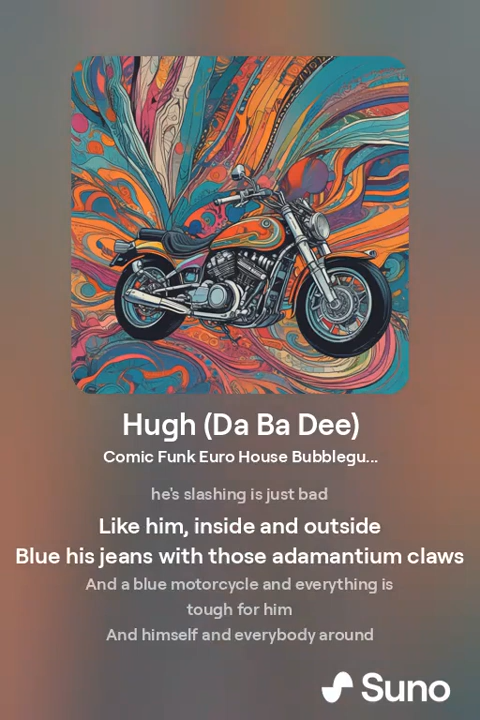 Hugh (Da Ba Dee)
Comic Funk Euro House Bubblegu...
he's slashing is just bad
Like him, inside and outside
Blue his jeans with those adamantium claws
And a blue motorcycle and everything is
tough for him
And himself and everybody around
Suno